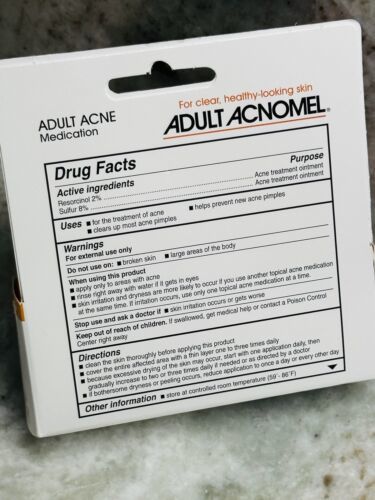 ADULT ACNE
Medication
For clear, healthy-looking skin
ADULT ACNOMEL®
Drug Facts
Active ingredients Purpose
Resorcinol 2% Acne treatment ointment
Sulfur 8% Acne treatment ointment
Uses ■ for the treatment of acne ■ helps prevent new acne pimples
■ clears up most acne pimples
Warnings
For external use only
Do not use on: ■ broken skin ■ large areas of the body
When using this product
■ apply only to areas with acne
■ rinse right away with water if it gets in eyes
■ skin irritation and dryness are more likely to occur if you use another topical acne medication
at the same time. If irritation occurs, use only one topical acne medication at a time.
Stop use and ask a doctor if ■ skin irritation occurs or gets worse
Keep out of reach of children. If swallowed, get medical help or contact a Poison Control
Center right away
Directions
■ clean the skin thoroughly before applying this product
■ cover the entire affected area with a thin layer one to three times daily
■ because excessive drying of the skin may occur, start with one application daily, then
gradually increase to two or three times daily if needed or as directed by a doctor
■ if bothersome dryness or peeling occurs, reduce application to once a day or every other day
Other information ■ store at controlled room temperature (59°- 86°F)